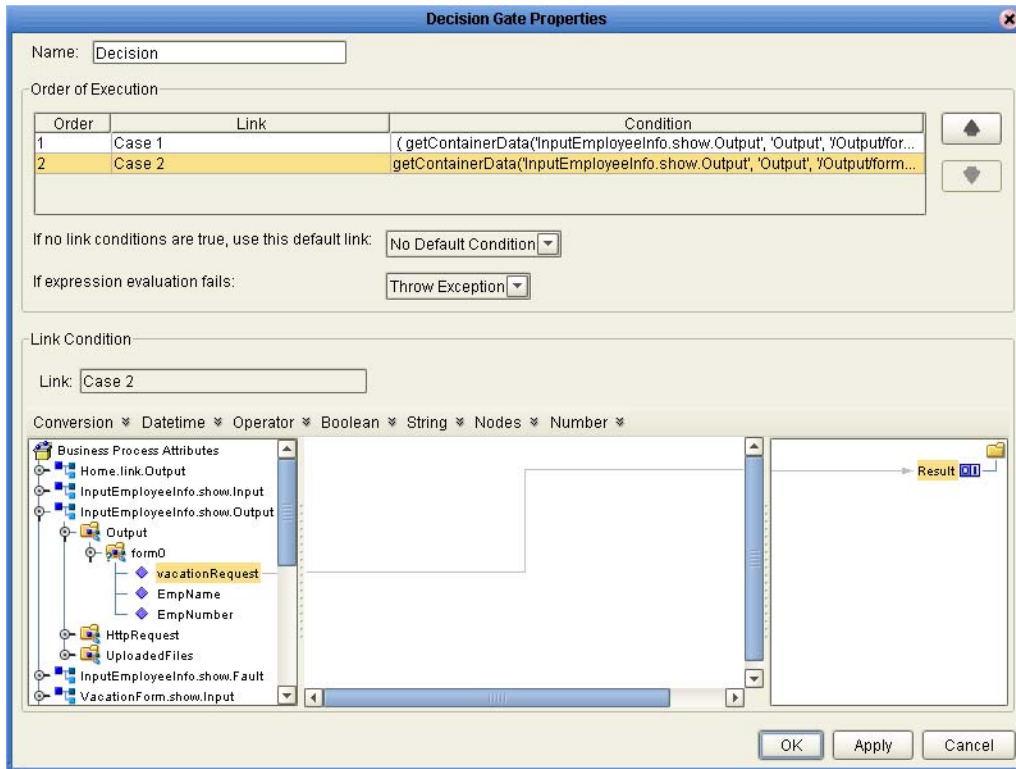 Decision Gate Properties
Name: Decision
Order of Execution
Order Link Condition
1 Case 1 ( getContainerData('InputEmployeeInfo.show.Output', 'Output', '/Output/for...
2 Case 2 getContainerData('InputEmployeeInfo.show.Output', 'Output', '/Output/form...
If no link conditions are true, use this default link: No Default Condition
If expression evaluation fails: Throw Exception
Link Condition
Link: Case 2
Conversion Datetime Operator Boolean String Nodes Number
Business Process Attributes
Home.link.Output
InputEmployeeInfo.show.Input
InputEmployeeInfo.show.Output
Output
form0
vacationRequest
EmpName
EmpNumber
HttpRequest
UploadedFiles
InputEmployeeInfo.show.Fault
VacationForm.show.Input
Result
OK Apply Cancel